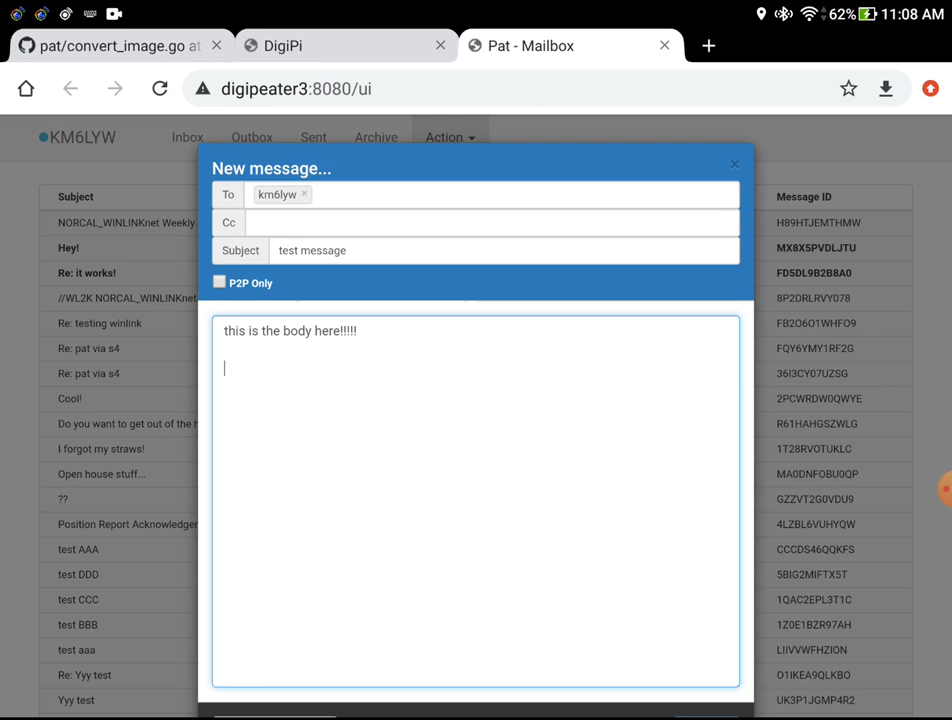 62% 11:08 AM
pat/convert_image.go at
DigiPi
Pat - Mailbox
digipeater3:8080/ui
KM6LYW Inbox Outbox Sent Archive Action
New message...
To km6lyw ×
Cc
Subject test message
P2P Only
this is the body here!!!!!
Subject Message ID
NORCAL_WINLINKnet Weekly H89HTJEMTHMW
Hey! MX8X5PVDLJTU
Re: it works! FD5DL9B2B8A0
//WL2K NORCAL_WINLINKnet 8P2DRLRVY078
Re: testing winlink FB2O6O1WHFO9
Re: pat via s4 FQY6YMY1RF2G
Re: pat via s4 36I3CY07UZSG
Cool! 2PCWRDW0QWYE
Do you want to get out of the h R61HAHGSZWLG
I forgot my straws! 1T28RVOTUKLC
Open house stuff... MA0DNFOBU0QP
?? GZZVT2G0VDU9
Position Report Acknowledger 4LZBL6VUHYQW
test AAA CCCDS46QQKFS
test DDD 5BIG2MIFTX5T
test CCC 1QAC2EPL3T1C
test BBB 1Z0E1BZR97AH
test aaa LIIVVWFHZION
Re: Yyy test O1IKEA9QLKBO
Yyy test UK3P1JGMP4R2